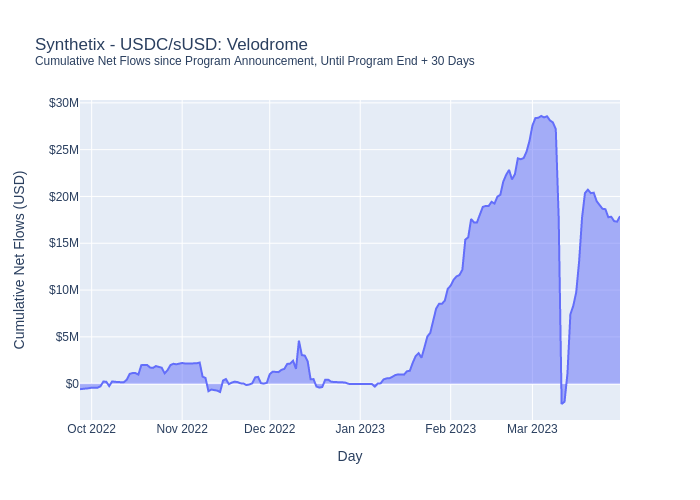 Synthetix - USDC/sUSD: Velodrome
Cumulative Net Flows since Program Announcement, Until Program End + 30 Days
$30M
$25M
$20M
$15M
$10M
$5M
$0
Cumulative Net Flows (USD)
Oct 2022 Nov 2022 Dec 2022 Jan 2023 Feb 2023 Mar 2023
Day